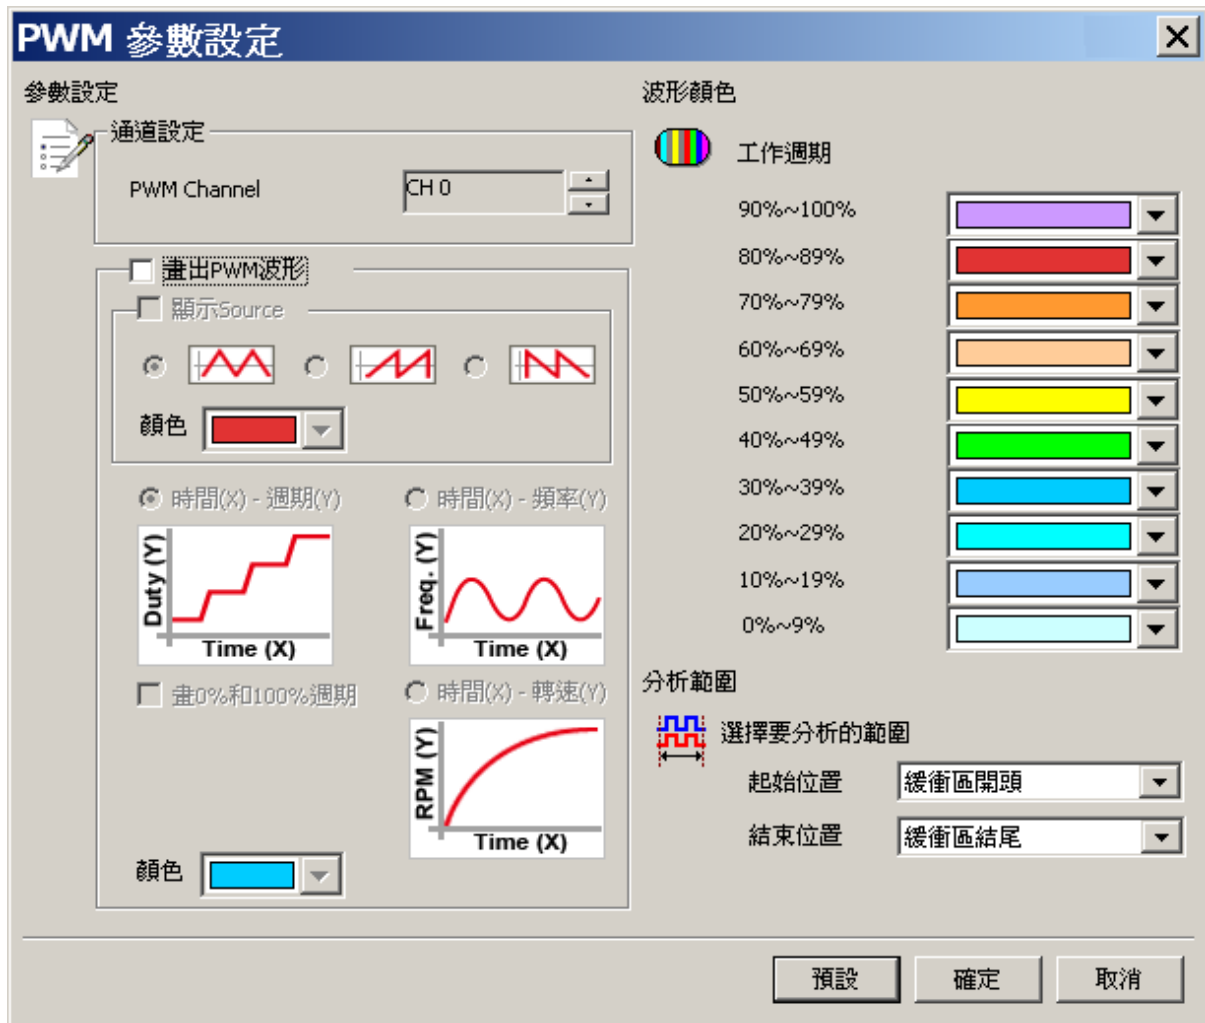 PWM 參數設定
參數設定
通道設定
PWM Channel
CH 0
畫出PWM波形
顯示Source
顏色
時間(X) - 週期(Y)
時間(X) - 頻率(Y)
Duty (Y)
Time (X)
Freq. (Y)
Time (X)
畫0%和100%週期
時間(X) - 轉速(Y)
RPM (Y)
Time (X)
顏色
波形顏色
工作週期
90%~100%
80%~89%
70%~79%
60%~69%
50%~59%
40%~49%
30%~39%
20%~29%
10%~19%
0%~9%
分析範圍
選擇要分析的範圍
起始位置
緩衝區開頭
結束位置
緩衝區結尾
預設
確定
取消